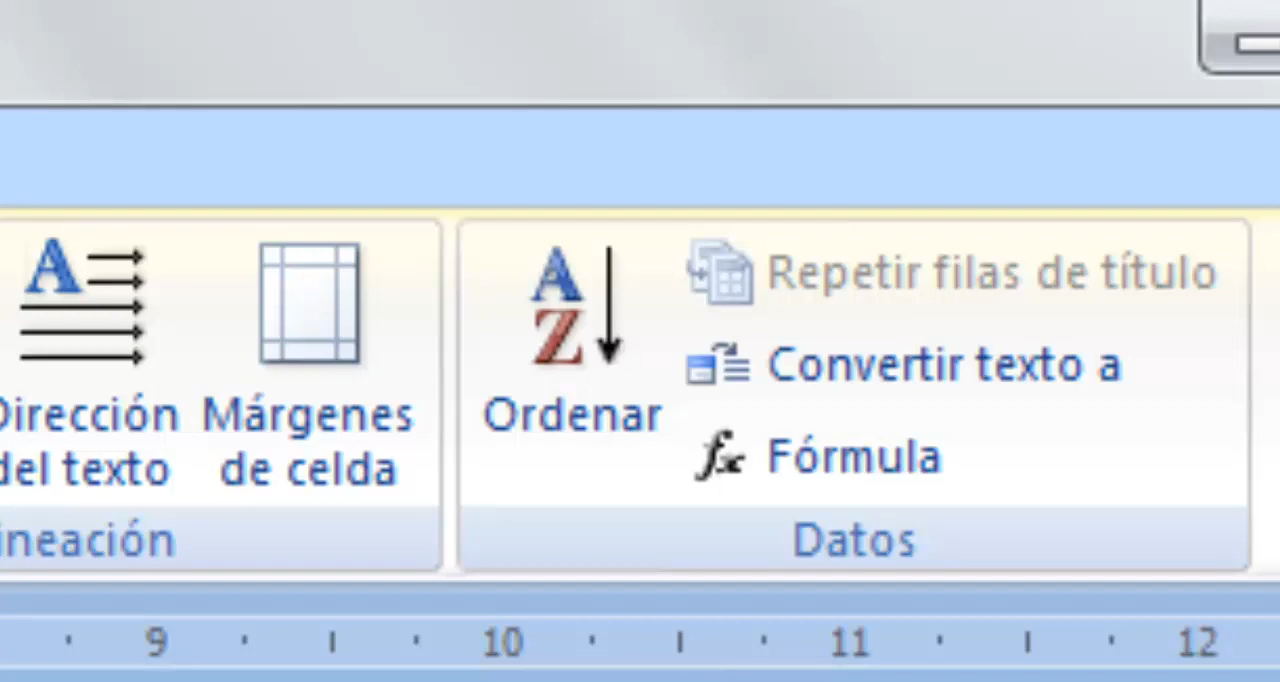 Repetir filas de título
Convertir texto a
Fórmula
Ordenar
Datos
Dirección
del texto
Márgenes
de celda
9 10 11 12